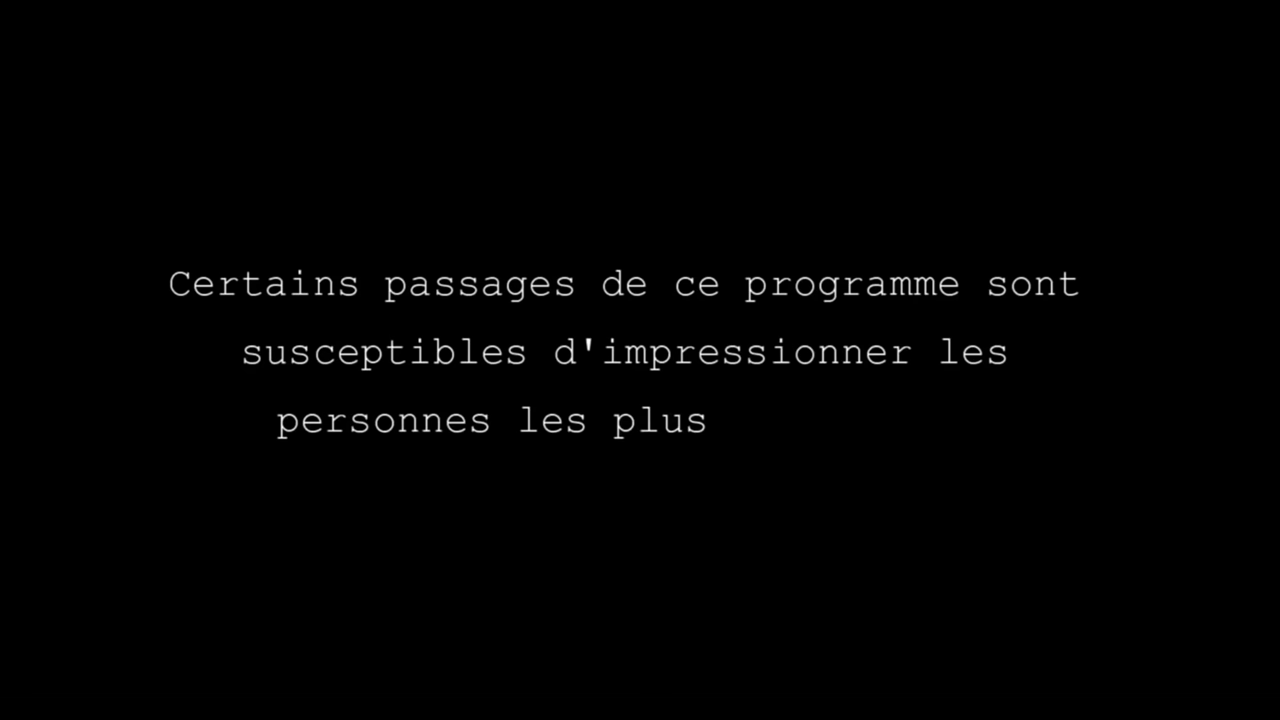 Certains passages de ce programme sont
susceptibles d'impressionner les
personnes les plus